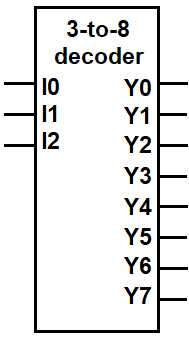 3-to-8
decoder
I0 Y0
I1 Y1
I2 Y2
Y3
Y4
Y5
Y6
Y7